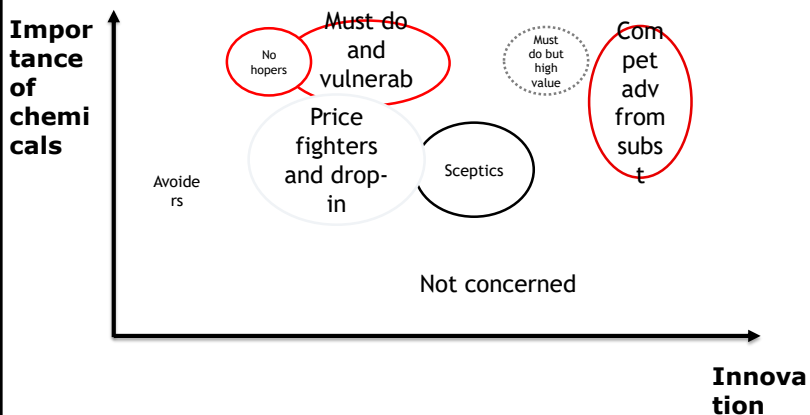 Impor
tance
of
chemi
cals
No
hopers
Must do
and
vulnerab
Must
do but
high
value
Com
pet
adv
from
subs
t
Price
fighters
and drop-
in
Sceptics
Avoide
rs
Not concerned
Innova
tion